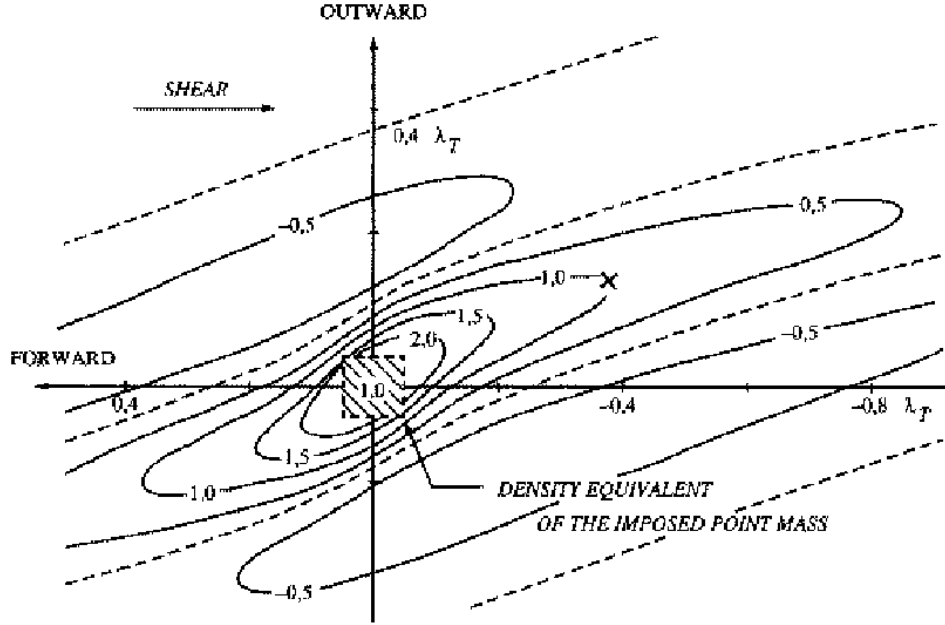 OUTWARD
SHEAR
0,4 λ_T
-0,5
0,5
1,0
1,5
2,0
-0,5
FORWARD
1,0
0,4
-0,4
-0,8 λ_T
1,5
1,0
DENSITY EQUIVALENT
OF THE IMPOSED POINT MASS
-0,5